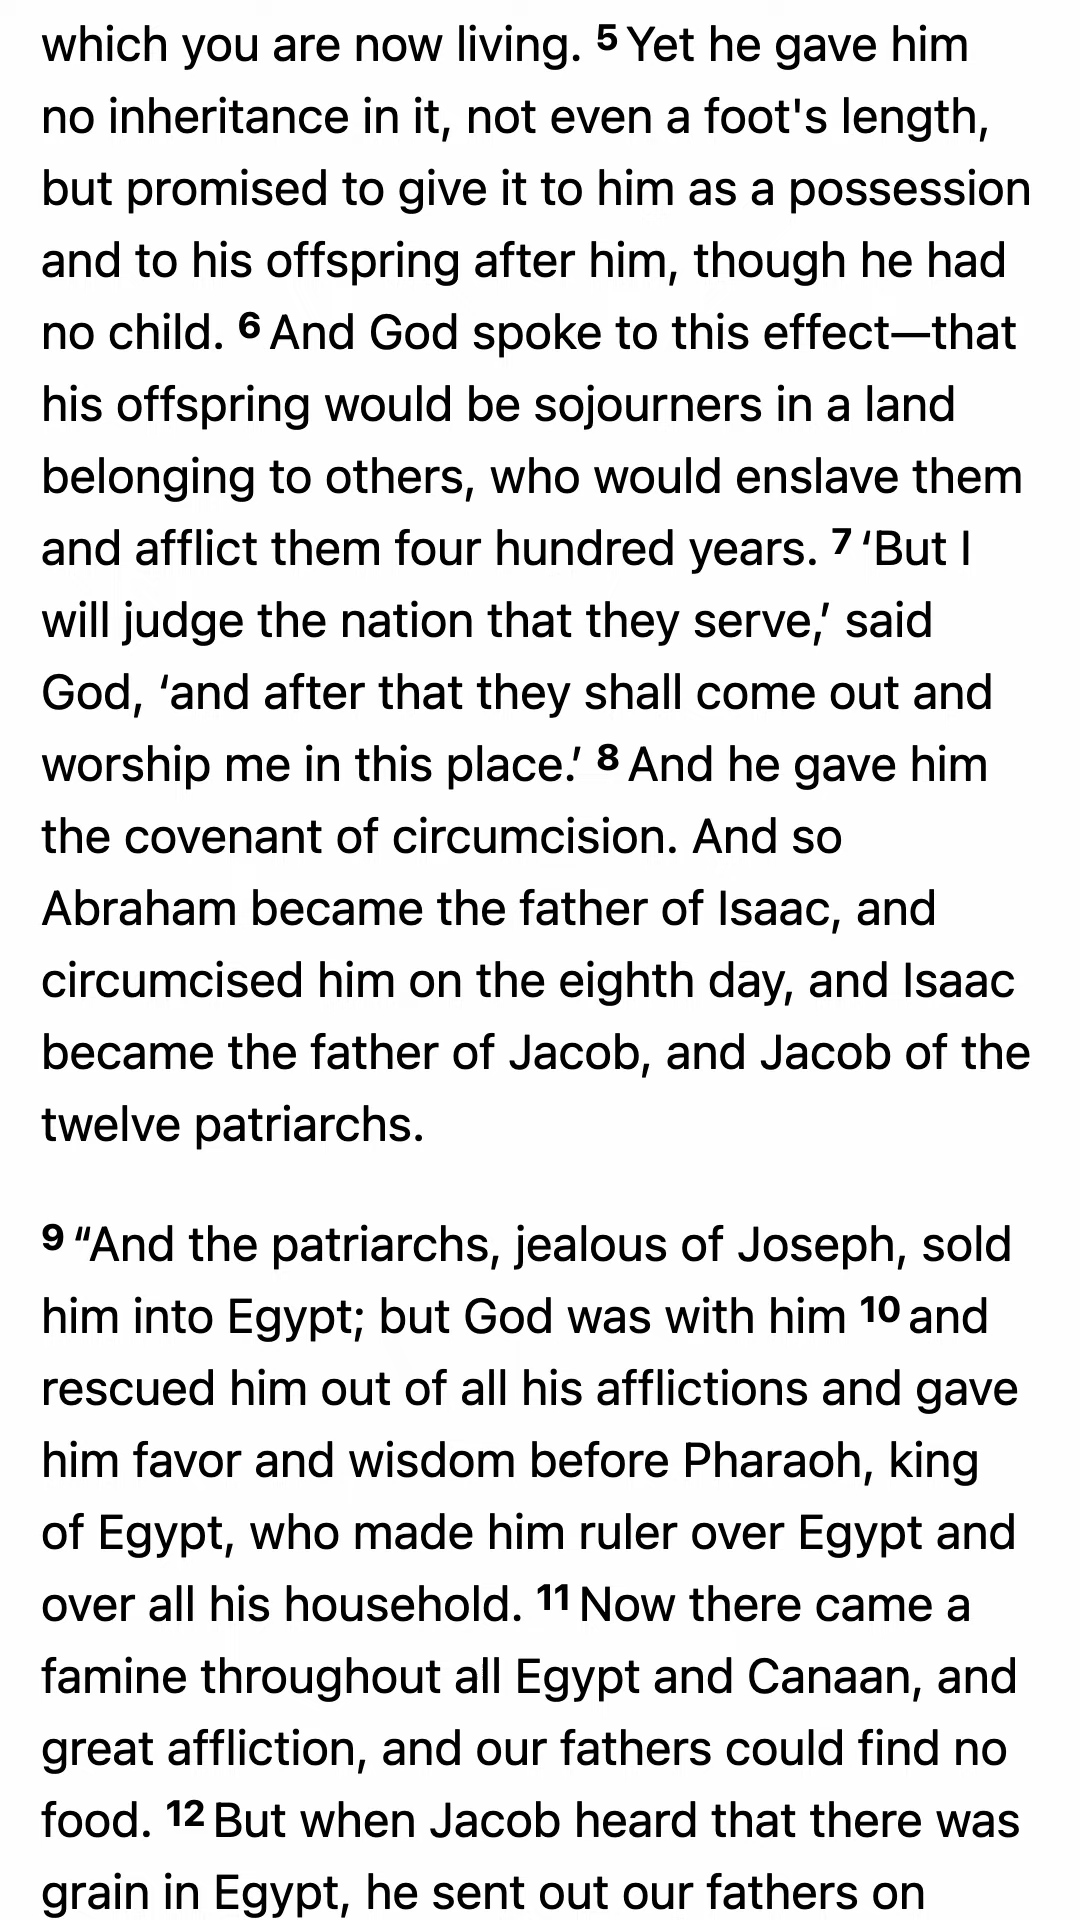 which you are now living. 5 Yet he gave him
no inheritance in it, not even a foot's length,
but promised to give it to him as a possession
and to his offspring after him, though he had
no child. 6 And God spoke to this effect—that
his offspring would be sojourners in a land
belonging to others, who would enslave them
and afflict them four hundred years. 7 ‘But I
will judge the nation that they serve,’ said
God, ‘and after that they shall come out and
worship me in this place.’ 8 And he gave him
the covenant of circumcision. And so
Abraham became the father of Isaac, and
circumcised him on the eighth day, and Isaac
became the father of Jacob, and Jacob of the
twelve patriarchs.
9 “And the patriarchs, jealous of Joseph, sold
him into Egypt; but God was with him 10 and
rescued him out of all his afflictions and gave
him favor and wisdom before Pharaoh, king
of Egypt, who made him ruler over Egypt and
over all his household. 11 Now there came a
famine throughout all Egypt and Canaan, and
great affliction, and our fathers could find no
food. 12 But when Jacob heard that there was
grain in Egypt, he sent out our fathers on